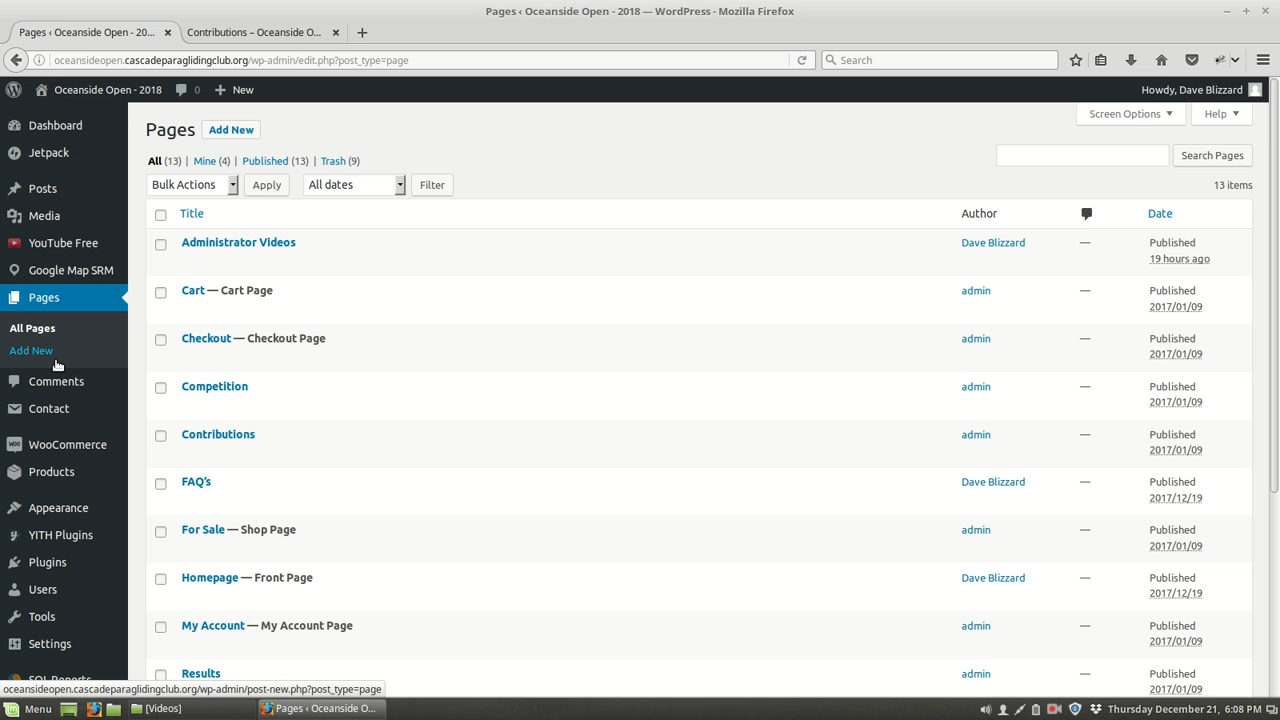 Pages ‹ Oceanside Open - 2018 — WordPress - Mozilla Firefox
Pages ‹ Oceanside Open - 20...
Contributions – Oceanside O...
oceansideopen.cascadeparaglidingclub.org/wp-admin/edit.php?post_type=page
Search
Oceanside Open - 2018
0
New
Howdy, Dave Blizzard
Dashboard
Jetpack
Posts
Media
YouTube Free
Google Map SRM
Pages
All Pages
Add New
Comments
Contact
WooCommerce
Products
Appearance
YITH Plugins
Plugins
Users
Tools
Settings
SQL Reports
Screen Options
Help
Pages
Add New
All (13) | Mine (4) | Published (13) | Trash (9)
Search Pages
Bulk Actions
Apply
All dates
Filter
13 items
Title
Author
Date
Administrator Videos
Dave Blizzard
—
Published
19 hours ago
Cart — Cart Page
admin
—
Published
2017/01/09
Checkout — Checkout Page
admin
—
Published
2017/01/09
Competition
admin
—
Published
2017/01/09
Contributions
admin
—
Published
2017/01/09
FAQ's
Dave Blizzard
—
Published
2017/12/19
For Sale — Shop Page
admin
—
Published
2017/01/09
Homepage — Front Page
Dave Blizzard
—
Published
2017/12/19
My Account — My Account Page
admin
—
Published
2017/01/09
Results
admin
—
Published
2017/01/09
oceansideopen.cascadeparaglidingclub.org/wp-admin/post-new.php?post_type=page
Menu
[Videos]
Pages ‹ Oceanside O...
Thursday December 21, 6:08 PM